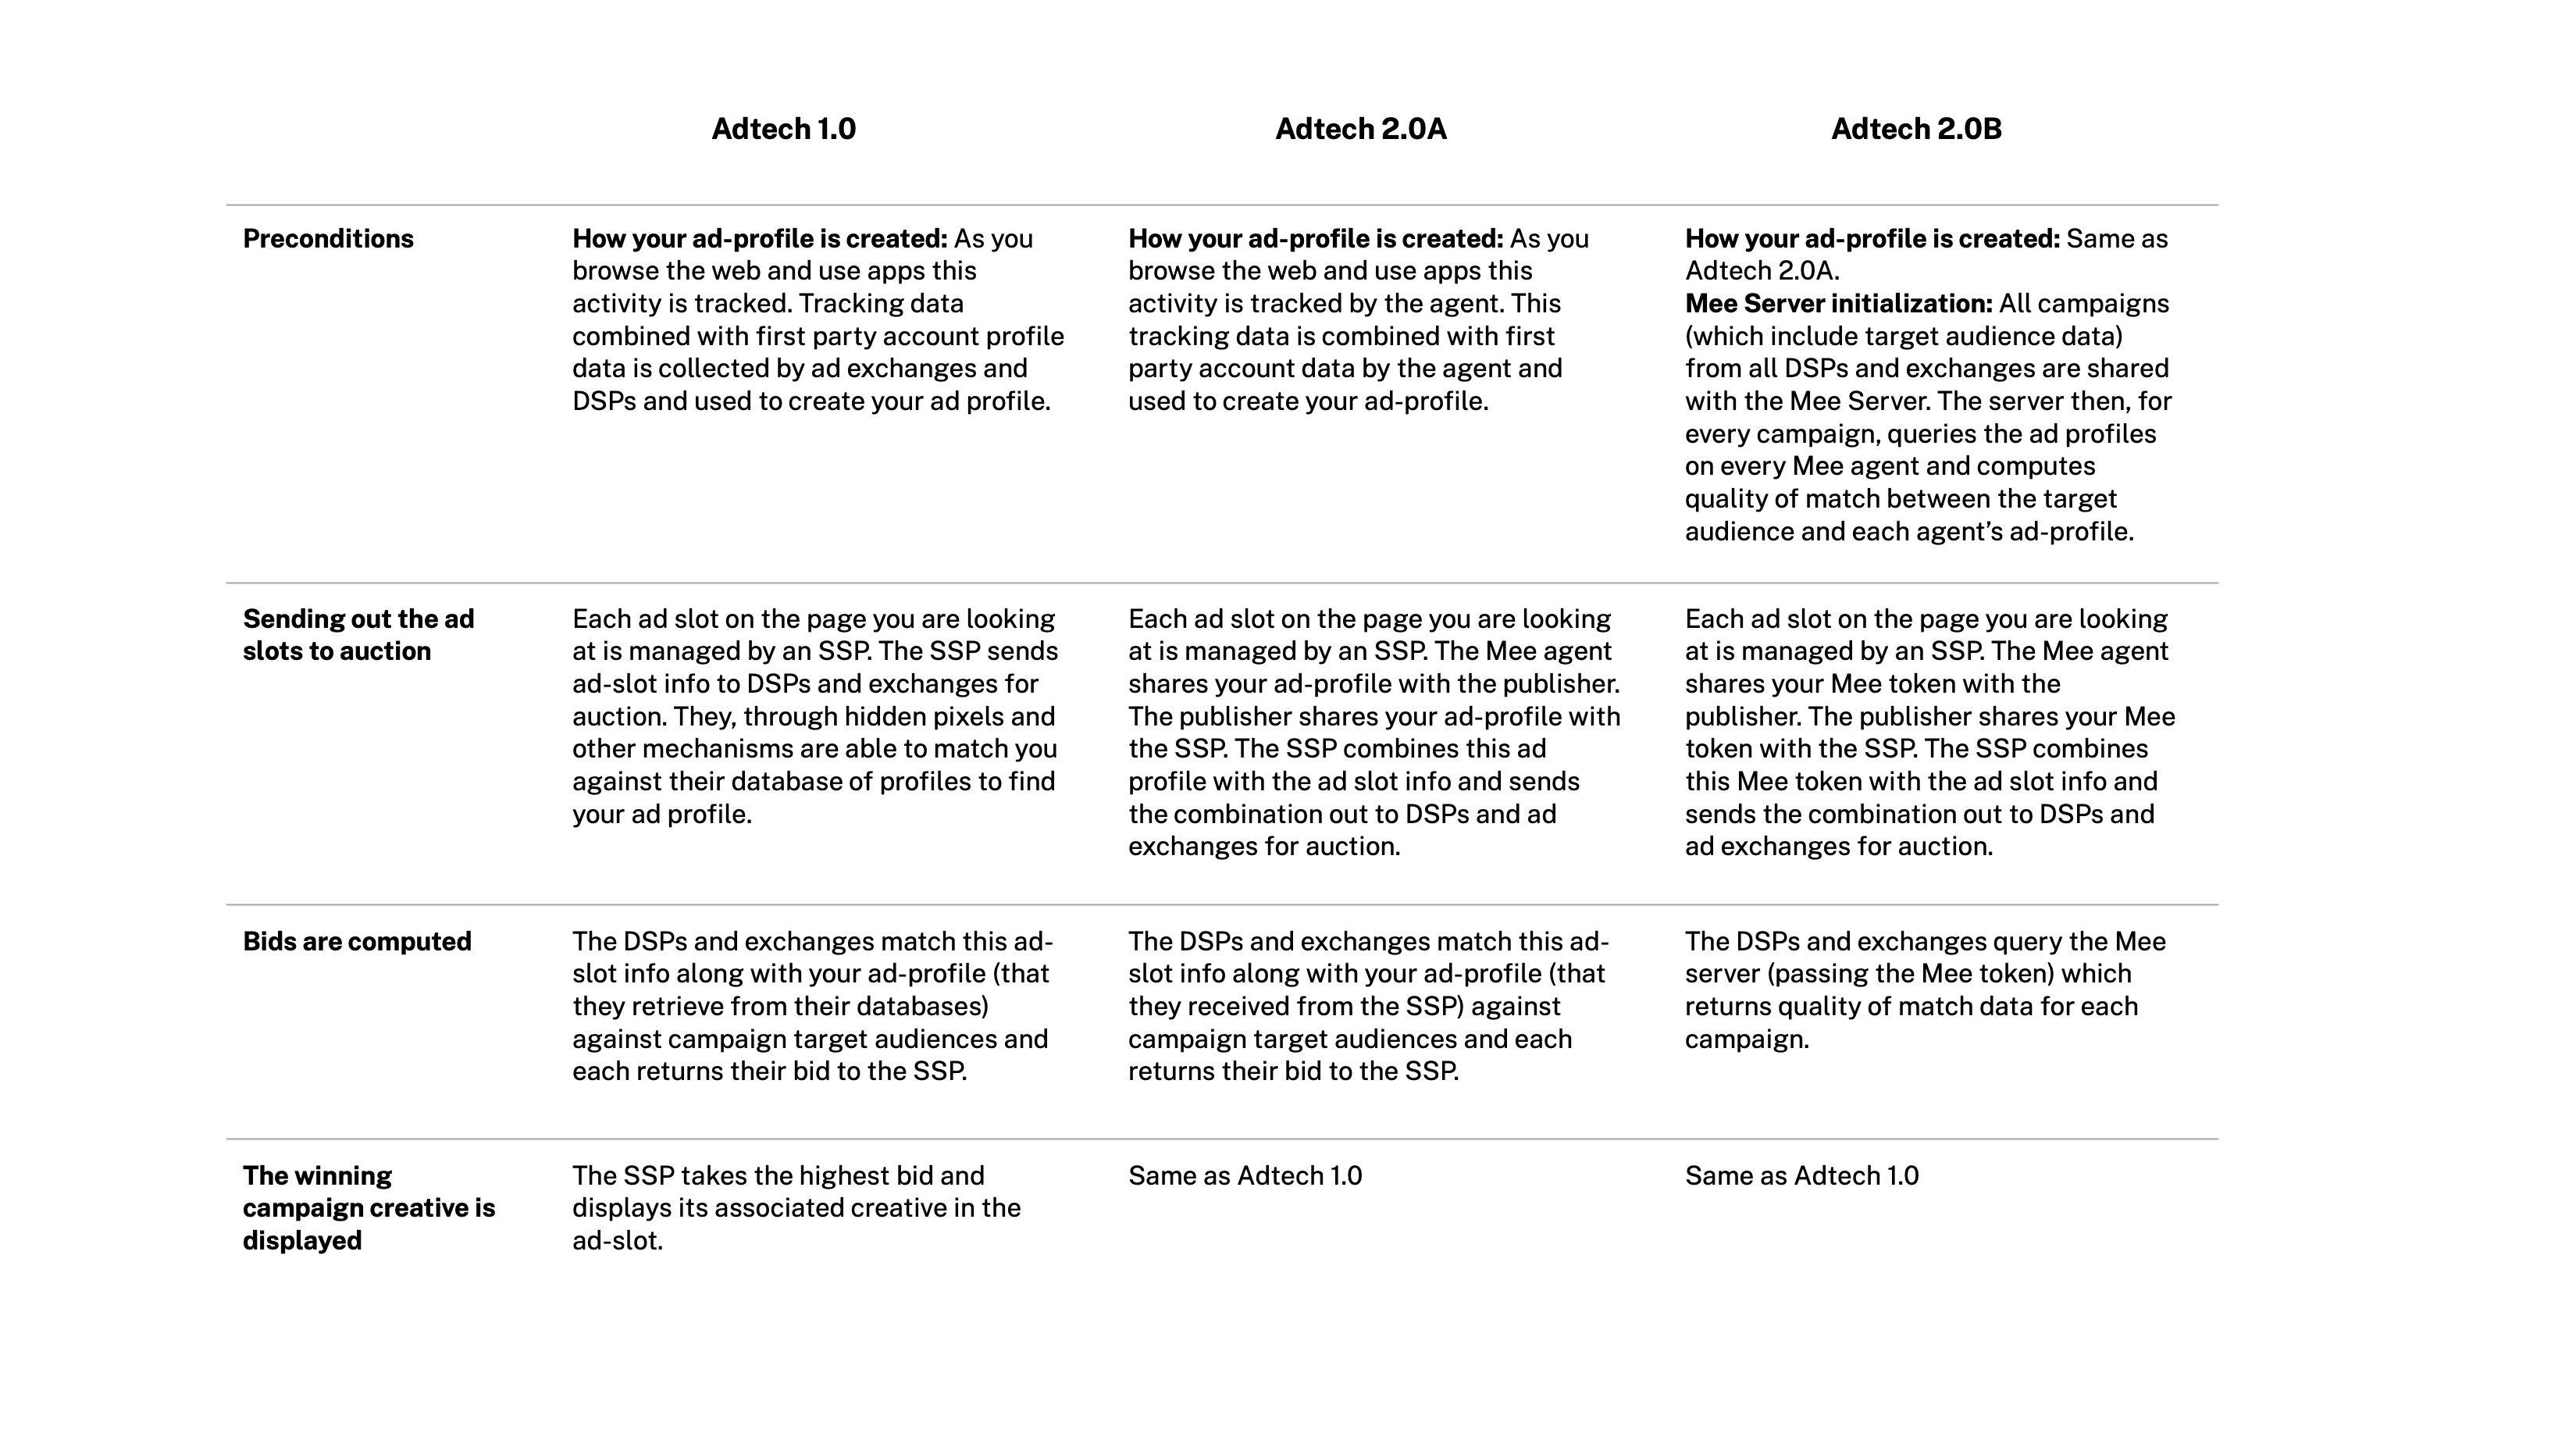 Adtech 1.0
Adtech 2.0A
Adtech 2.0B
Preconditions
How your ad-profile is created: As you
browse the web and use apps this
activity is tracked. Tracking data
combined with first party account profile
data is collected by ad exchanges and
DSPs and used to create your ad profile.
How your ad-profile is created: As you
browse the web and use apps this
activity is tracked by the agent. This
tracking data is combined with first
party account data by the agent and
used to create your ad-profile.
How your ad-profile is created: Same as
Adtech 2.0A.
Mee Server initialization: All campaigns
(which include target audience data)
from all DSPs and exchanges are shared
with the Mee Server. The server then, for
every campaign, queries the ad profiles
on every Mee agent and computes
quality of match between the target
audience and each agent’s ad-profile.
Sending out the ad
slots to auction
Each ad slot on the page you are looking
at is managed by an SSP. The SSP sends
ad-slot info to DSPs and exchanges for
auction. They, through hidden pixels and
other mechanisms are able to match you
against their database of profiles to find
your ad profile.
Each ad slot on the page you are looking
at is managed by an SSP. The Mee agent
shares your ad-profile with the publisher.
The publisher shares your ad-profile with
the SSP. The SSP combines this ad
profile with the ad slot info and sends
the combination out to DSPs and ad
exchanges for auction.
Each ad slot on the page you are looking
at is managed by an SSP. The Mee agent
shares your Mee token with the
publisher. The publisher shares your Mee
token with the SSP. The SSP combines
this Mee token with the ad slot info and
sends the combination out to DSPs and
ad exchanges for auction.
Bids are computed
The DSPs and exchanges match this ad-
slot info along with your ad-profile (that
they retrieve from their databases)
against campaign target audiences and
each returns their bid to the SSP.
The DSPs and exchanges match this ad-
slot info along with your ad-profile (that
they received from the SSP) against
campaign target audiences and each
returns their bid to the SSP.
The DSPs and exchanges query the Mee
server (passing the Mee token) which
returns quality of match data for each
campaign.
The winning
campaign creative is
displayed
The SSP takes the highest bid and
displays its associated creative in the
ad-slot.
Same as Adtech 1.0
Same as Adtech 1.0